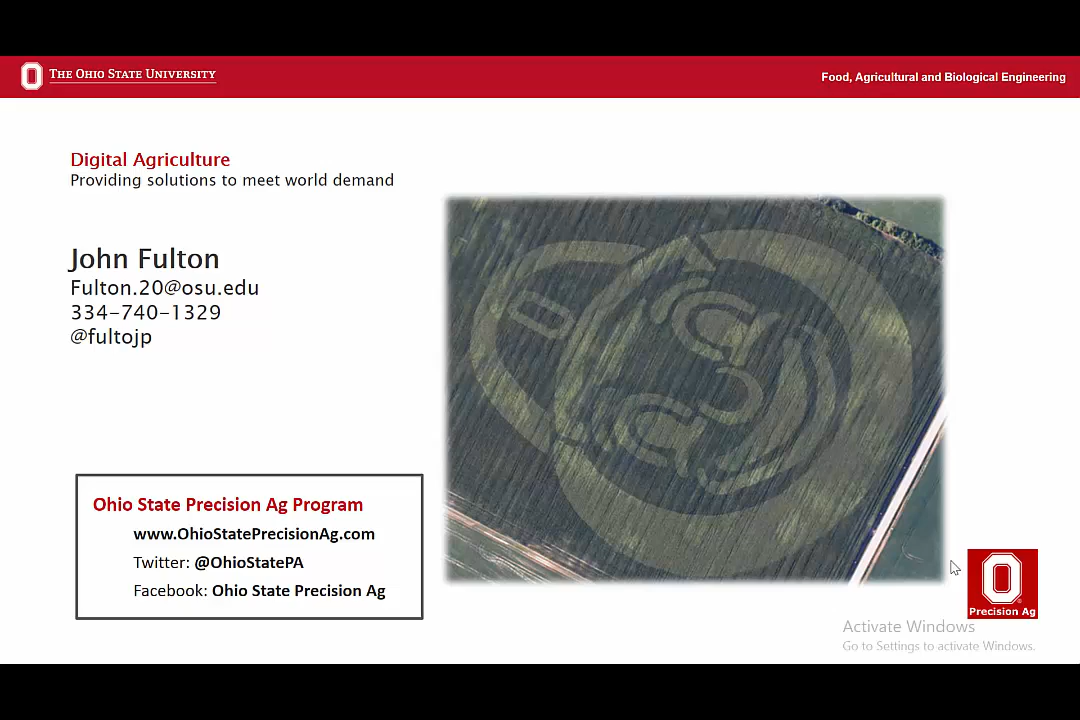 THE OHIO STATE UNIVERSITY
Food, Agricultural and Biological Engineering
Digital Agriculture
Providing solutions to meet world demand
John Fulton
Fulton.20@osu.edu
334-740-1329
@fultojp
Ohio State Precision Ag Program
www.OhioStatePrecisionAg.com
Twitter: @OhioStatePA
Facebook: Ohio State Precision Ag
Precision Ag
Activate Windows
Go to Settings to activate Windows.